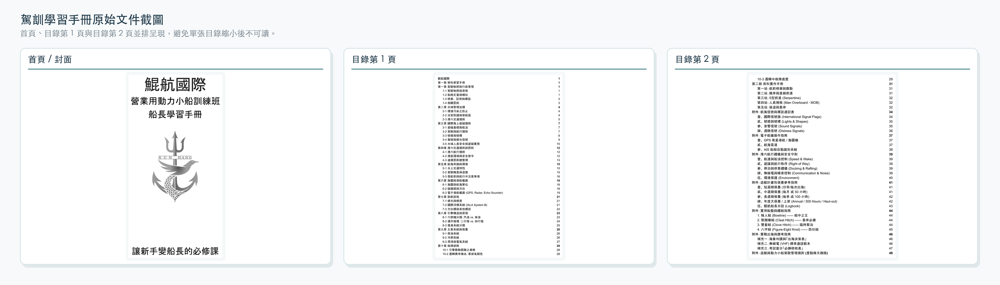 駕訓學習手冊原始文件截圖
首頁、目錄第 1 頁與目錄第 2 頁並排呈現，避免單張目錄縮小後不可讀。
首頁 / 封面
鯤航國際
營業用動力小船訓練班
船長學習手冊
KUN HANG
讓新手變船長的必修課
目錄第 1 頁
鯤航國際 1
第一部 學科學習手冊 1
第一章 駕駛執照與行政管理 1
1-1 駕駛執照與資格 1
1-2 船舶丈量與噸位 1
1-3 檢查、註冊與標誌 2
1-4 相關罰則 3
第二章 水域管理法規 4
2-1 環境污染之防止 4
2-2 治安防護與禁航區 4
2-3 港內交通規則 5
第三章 國際海上避碰規則 7
3-1 避碰基礎與航法 7
3-2 駕駛與航行規則 7
3-3 號燈與號標 8
3-4 聲號與燈光信號 9
3-5 水域人員安全與避碰實務 10
第四章 港內交通規則與罰則 12
4-1 港內航行規則 12
4-2 港區環境與安全禁令 12
4-3 違規罰則總整理 13
第五章 航海常識與環境 15
5-1 水上交通特性 15
5-2 駕駛職責與道德 15
5-3 發航前與航行中注意事項 16
第六章 海圖與導航儀器 18
6-1 海圖與航海單位 18
6-2 磁羅經與方位 18
6-3 電子導航儀器 (GPS, Radar, Echo Sounder) 19
第七章 助航設施 21
7-1 燈光與燈質 21
7-2 國際浮標系統 (IALA System B) 21
7-3 方位標與其他標誌 22
第八章 引擎構造與原理 23
8-1 內燃機分類：汽油 vs. 柴油 23
8-2 運作循環：二行程 vs. 四行程 24
8-3 推進系統分類 25
第九章 主要系統與保養 26
9-1 燃油系統 26
9-2 冷卻系統 26
9-3 潤滑與電氣系統 27
第十章 故障排除 28
10-1 引擎啟動困難之查修 28
10-2 運轉異常徵兆：看排氣顏色 28
目錄第 2 頁
10-3 運轉中故障處置 29
第二部 術科實作手冊 31
第一站：航前檢查與啟動 31
第二站：離岸與直線前進 31
第三站：S型前進 (Serpentine) 32
第四站：人員搜救 (Man Overboard - MOB) 32
第五站：後退與靠岸 32
附件：航海信號與標誌速記表 34
壹、國際信號旗 (International Signal Flags) 34
貳、號燈與號標 (Lights & Shapes) 35
參、音響信號 (Sound Signals) 35
肆、遇險信號 (Distress Signals) 36
附件：電子航儀操作指南 37
壹、GPS 衛星導航 / 海圖機 37
貳、航海雷達 37
參、AIS 船舶自動識別系統 38
附件：港內航行禮儀與安全守則 39
壹、航速與船浪控制 (Speed & Wake) 39
貳、避讓與航行秩序 (Right of Way) 39
參、停泊與併靠禮儀 (Docking & Rafting) 39
肆、無線電與噪音控制 (Communication & Noise) 39
伍、環境保護 (Environment) 40
附件：遊艇計畫性保養參考指南 41
壹、短週期保養 (日常/每次出海) 41
貳、中週期保養 (每月 或 50 小時) 41
參、長週期保養 (每季 或 100 小時) 42
肆、年度大保養 / 上架 (Annual / 300 Hours / Haul-out) 42
伍、鯤航船長日誌 (Logbook) 43
附件：實用船藝與繩結指南 44
1. 稱人結 (Bowline) —— 結中之王 44
2. 繫纜樁結 (Cleat Hitch) —— 靠岸必備 44
3. 雙套結 (Clove Hitch) —— 臨時繫泊 44
4. 八字結 (Figure-Eight Knot) —— 防脫結 45
附件：實戰出海與應考指南 46
補充一：海象判讀與「出海決策表」 46
補充二：無線電 (VHF) 標準通話範本 46
補充三：考試當日「必勝檢核表」 47
附件：遊艇與動力小船駕駛管理規則 (重點條文摘錄) 48